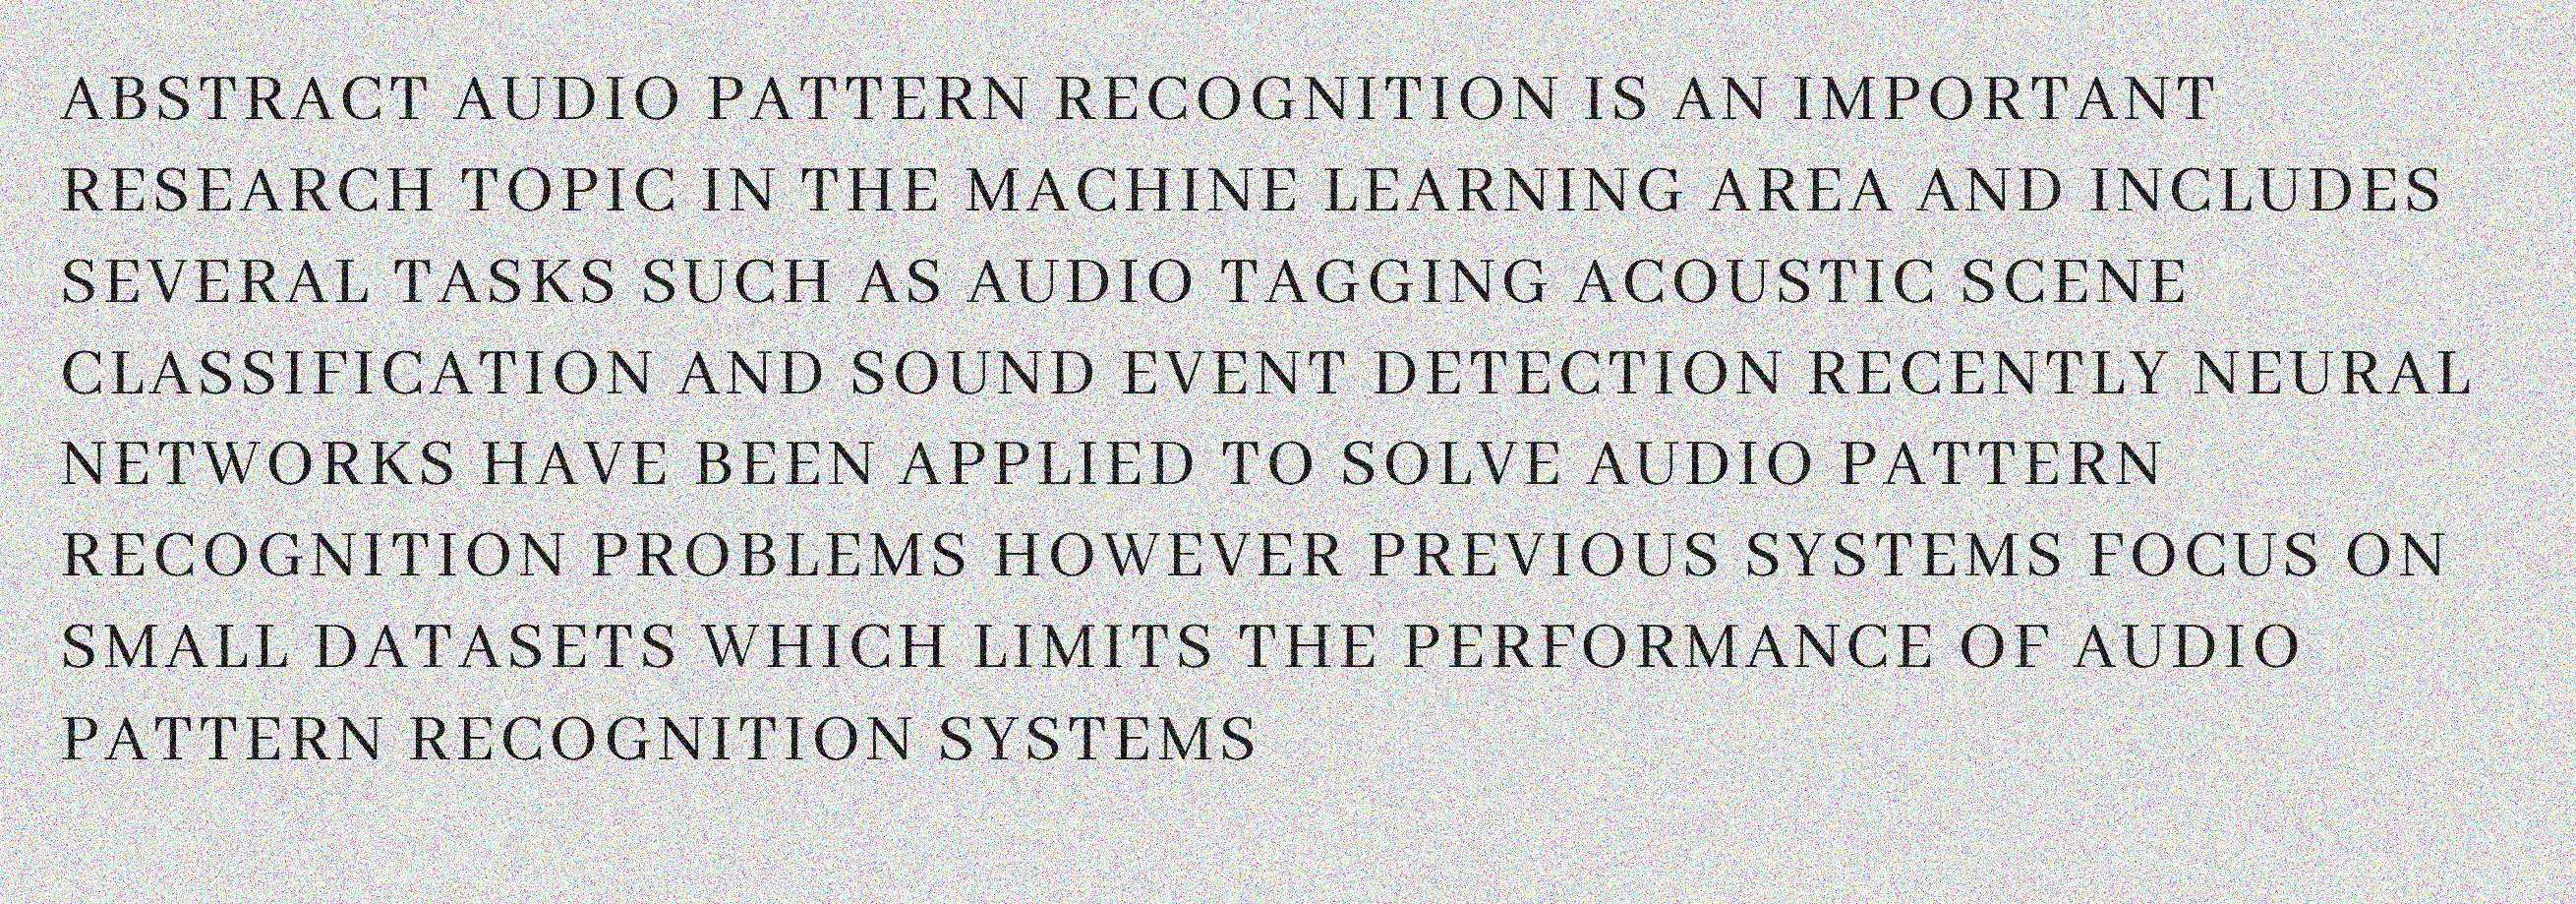 ABSTRACT AUDIO PATTERN RECOGNITION IS AN IMPORTANT
RESEARCH TOPIC IN THE MACHINE LEARNING AREA AND INCLUDES
SEVERAL TASKS SUCH AS AUDIO TAGGING ACOUSTIC SCENE
CLASSIFICATION AND SOUND EVENT DETECTION RECENTLY NEURAL
NETWORKS HAVE BEEN APPLIED TO SOLVE AUDIO PATTERN
RECOGNITION PROBLEMS HOWEVER PREVIOUS SYSTEMS FOCUS ON
SMALL DATASETS WHICH LIMITS THE PERFORMANCE OF AUDIO
PATTERN RECOGNITION SYSTEMS